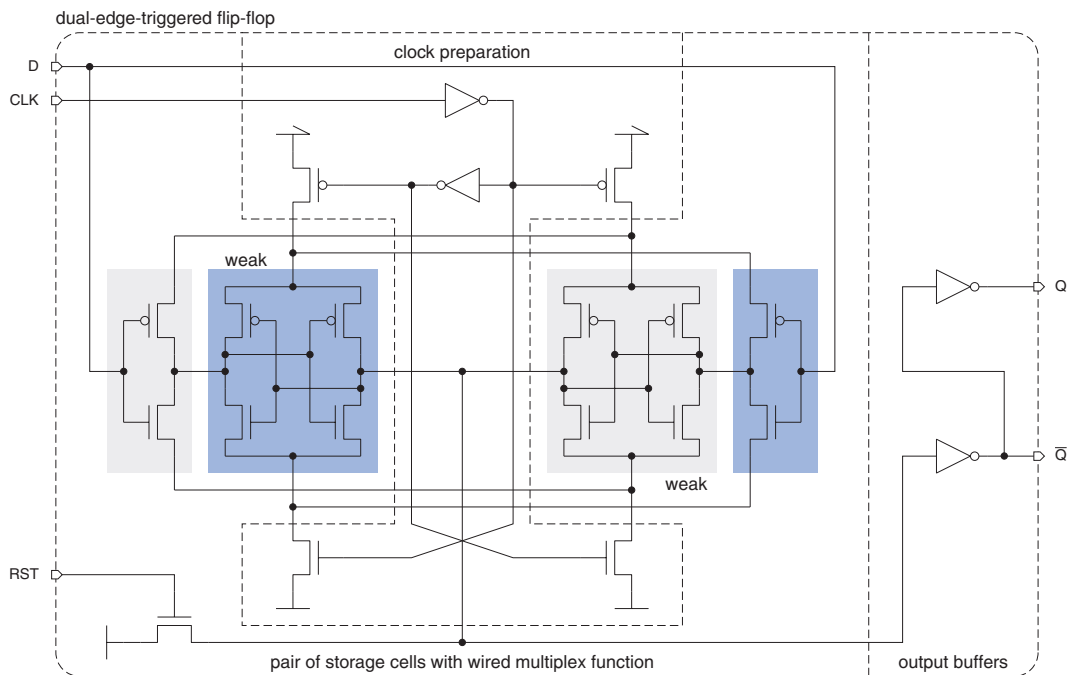 dual-edge-triggered flip-flop
D
clock preparation
CLK
weak
Q
weak
Q̅
RST
pair of storage cells with wired multiplex function
output buffers